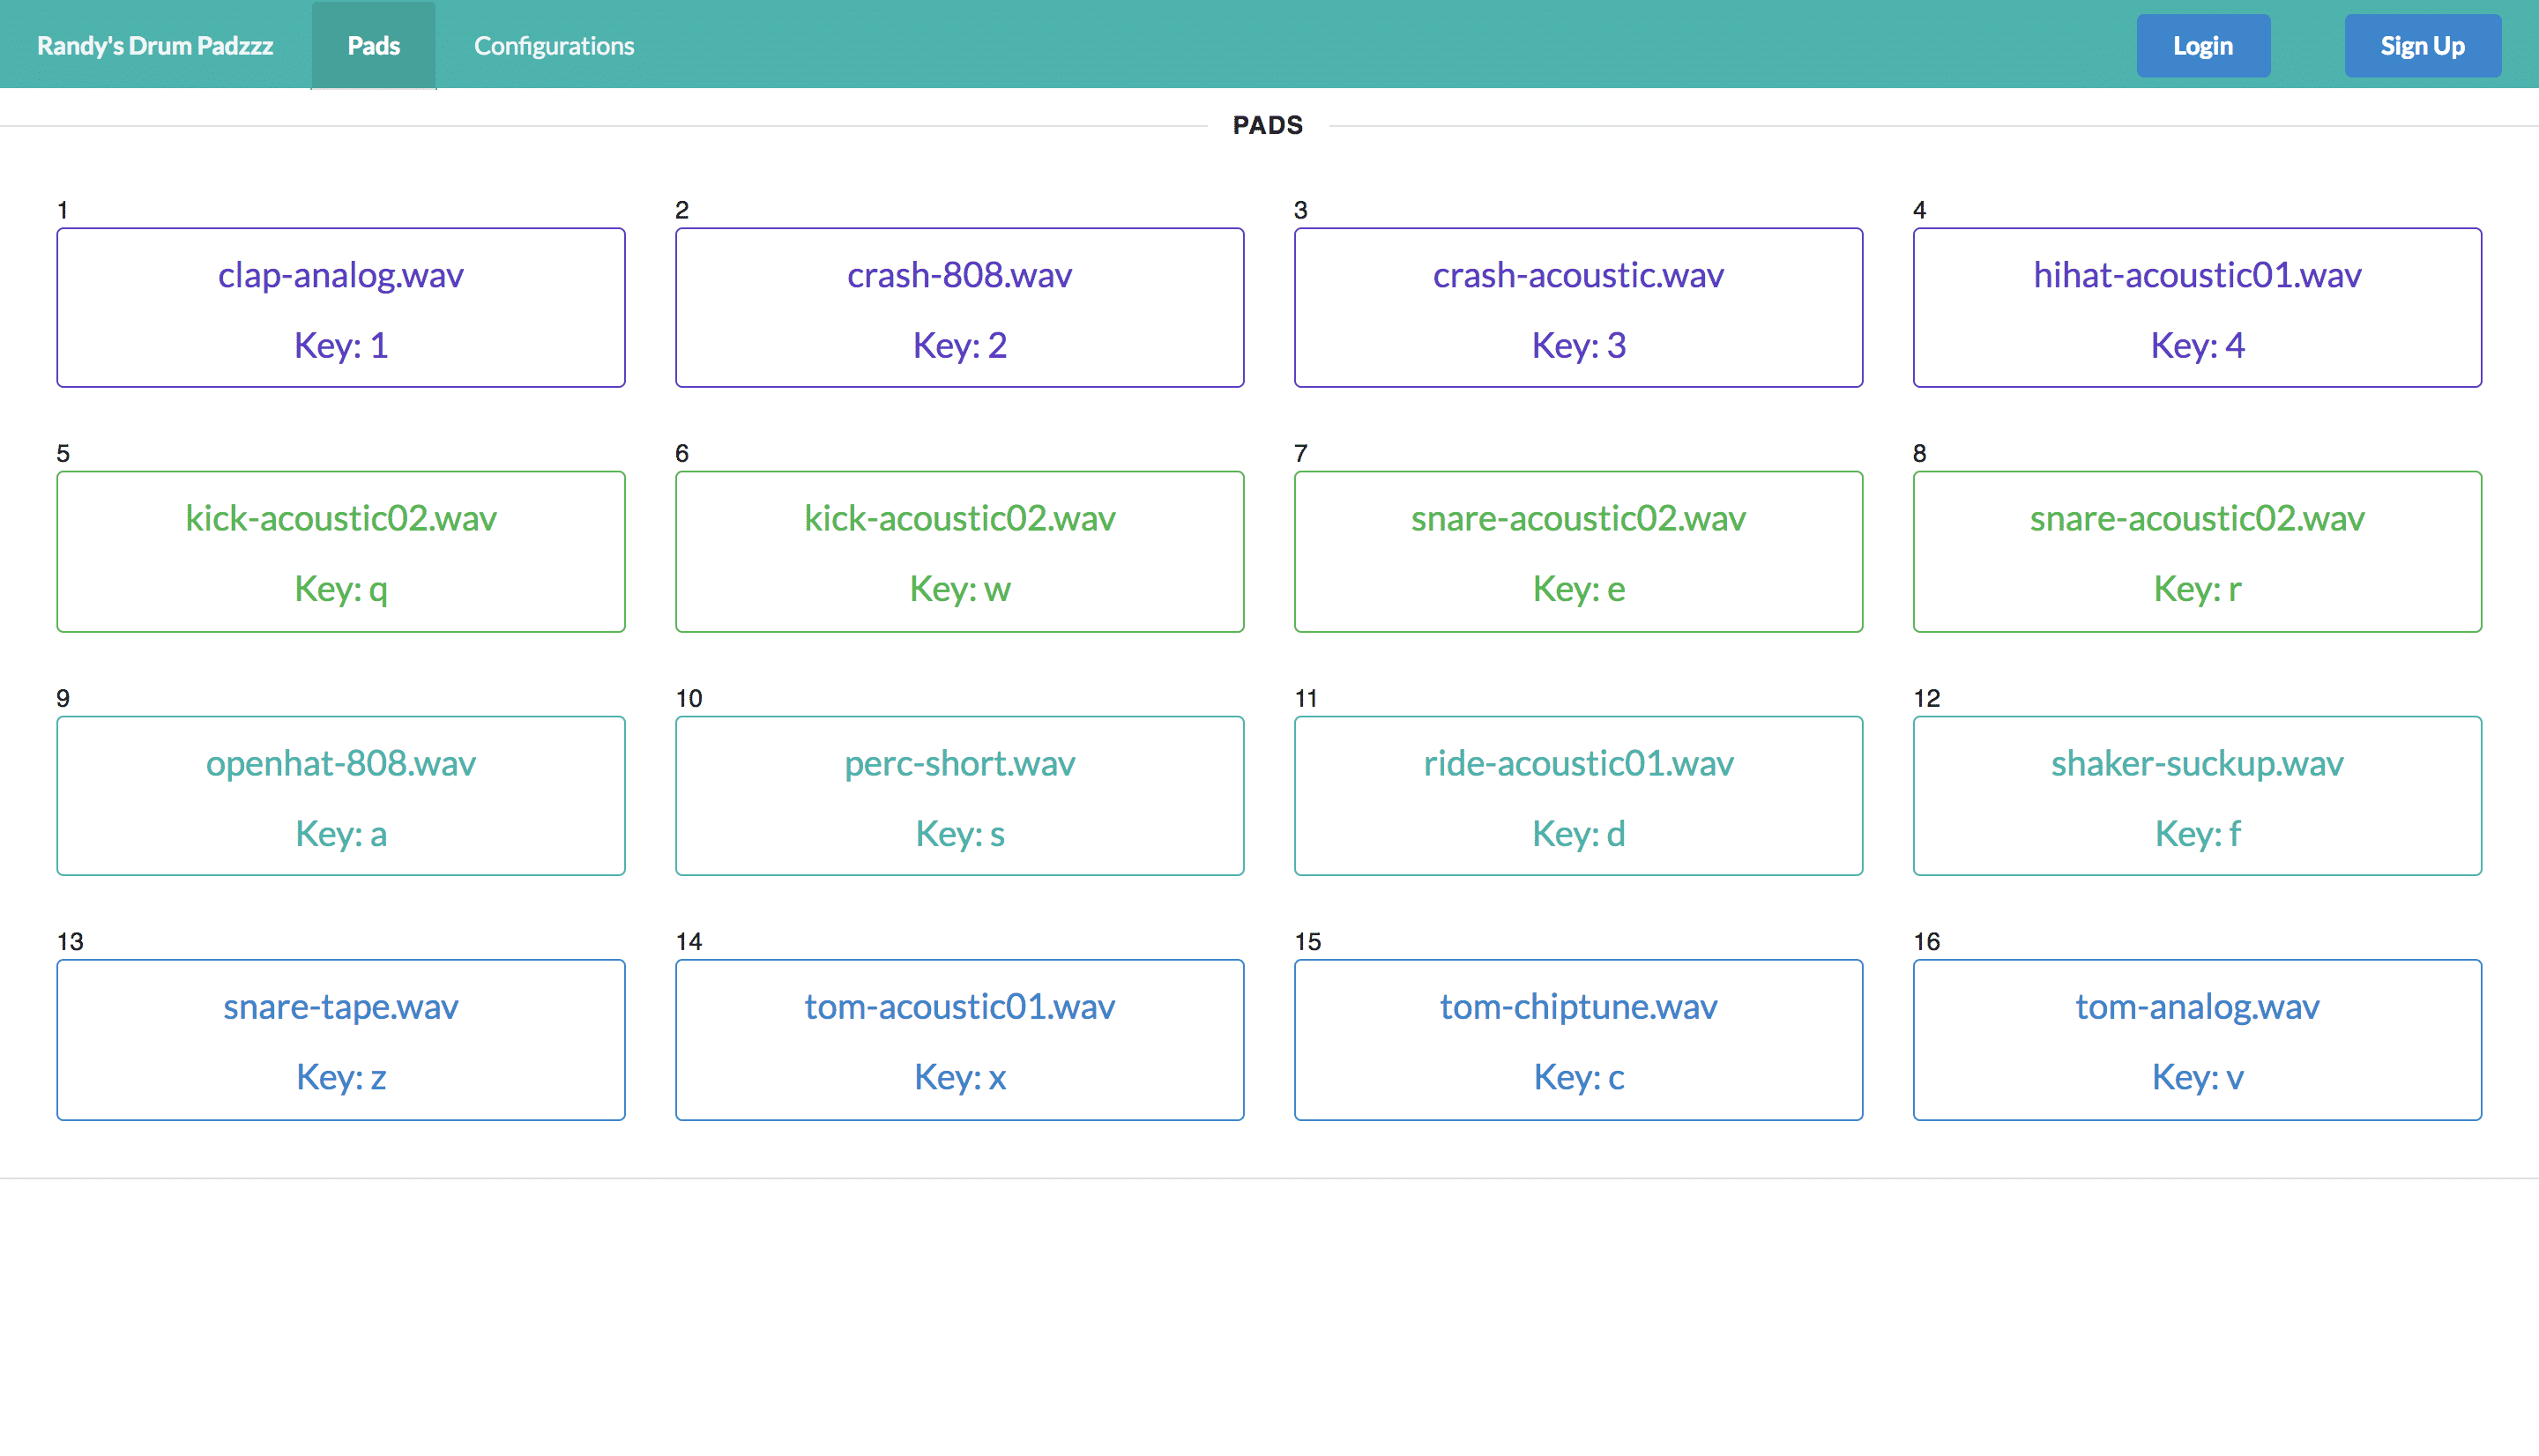 Randy's Drum Padzzz Pads Configurations Login Sign Up
PADS
1 2 3 4
clap-analog.wav crash-808.wav crash-acoustic.wav hihat-acoustic01.wav
Key: 1 Key: 2 Key: 3 Key: 4
5 6 7 8
kick-acoustic02.wav kick-acoustic02.wav snare-acoustic02.wav snare-acoustic02.wav
Key: q Key: w Key: e Key: r
9 10 11 12
openhat-808.wav perc-short.wav ride-acoustic01.wav shaker-suckup.wav
Key: a Key: s Key: d Key: f
13 14 15 16
snare-tape.wav tom-acoustic01.wav tom-chiptune.wav tom-analog.wav
Key: z Key: x Key: c Key: v